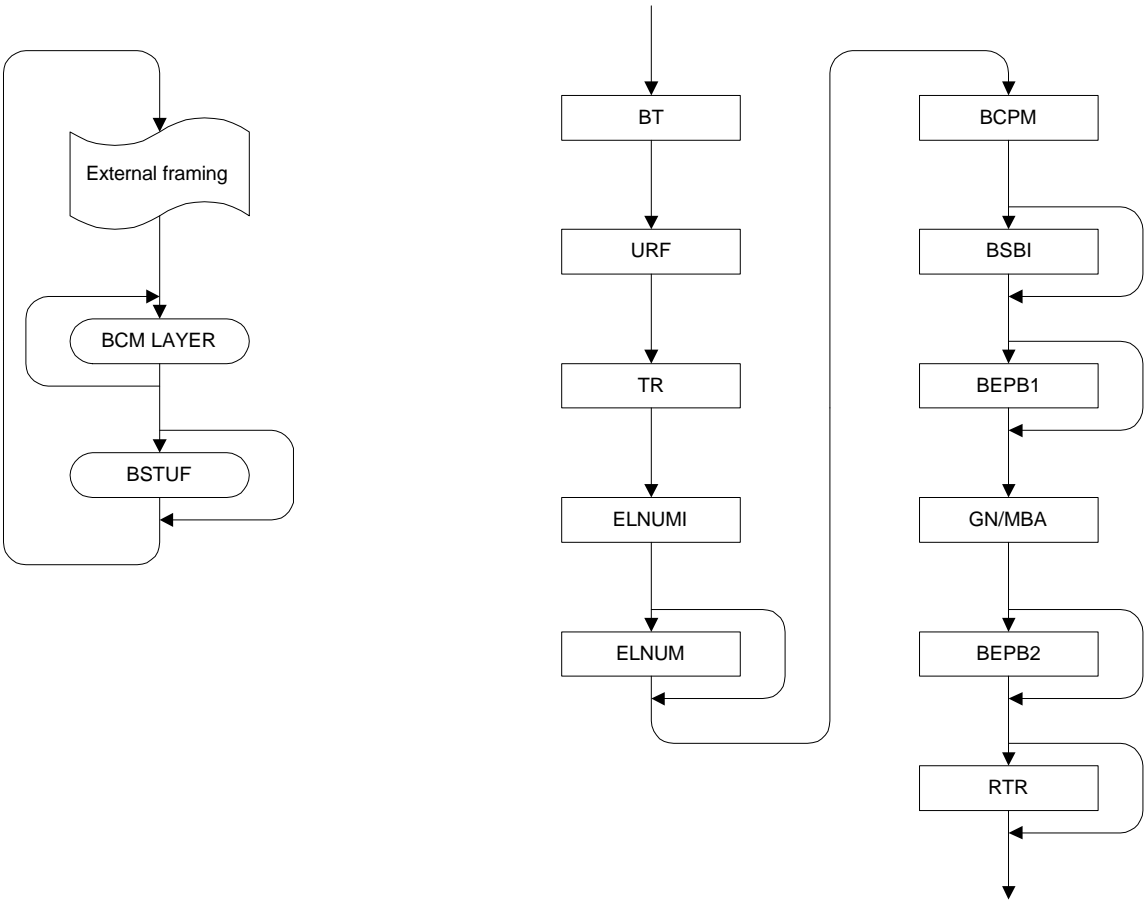 External framing
BCM LAYER
BSTUF
BT
URF
TR
ELNUMI
ELNUM
BCPM
BSBI
BEPB1
GN/MBA
BEPB2
RTR